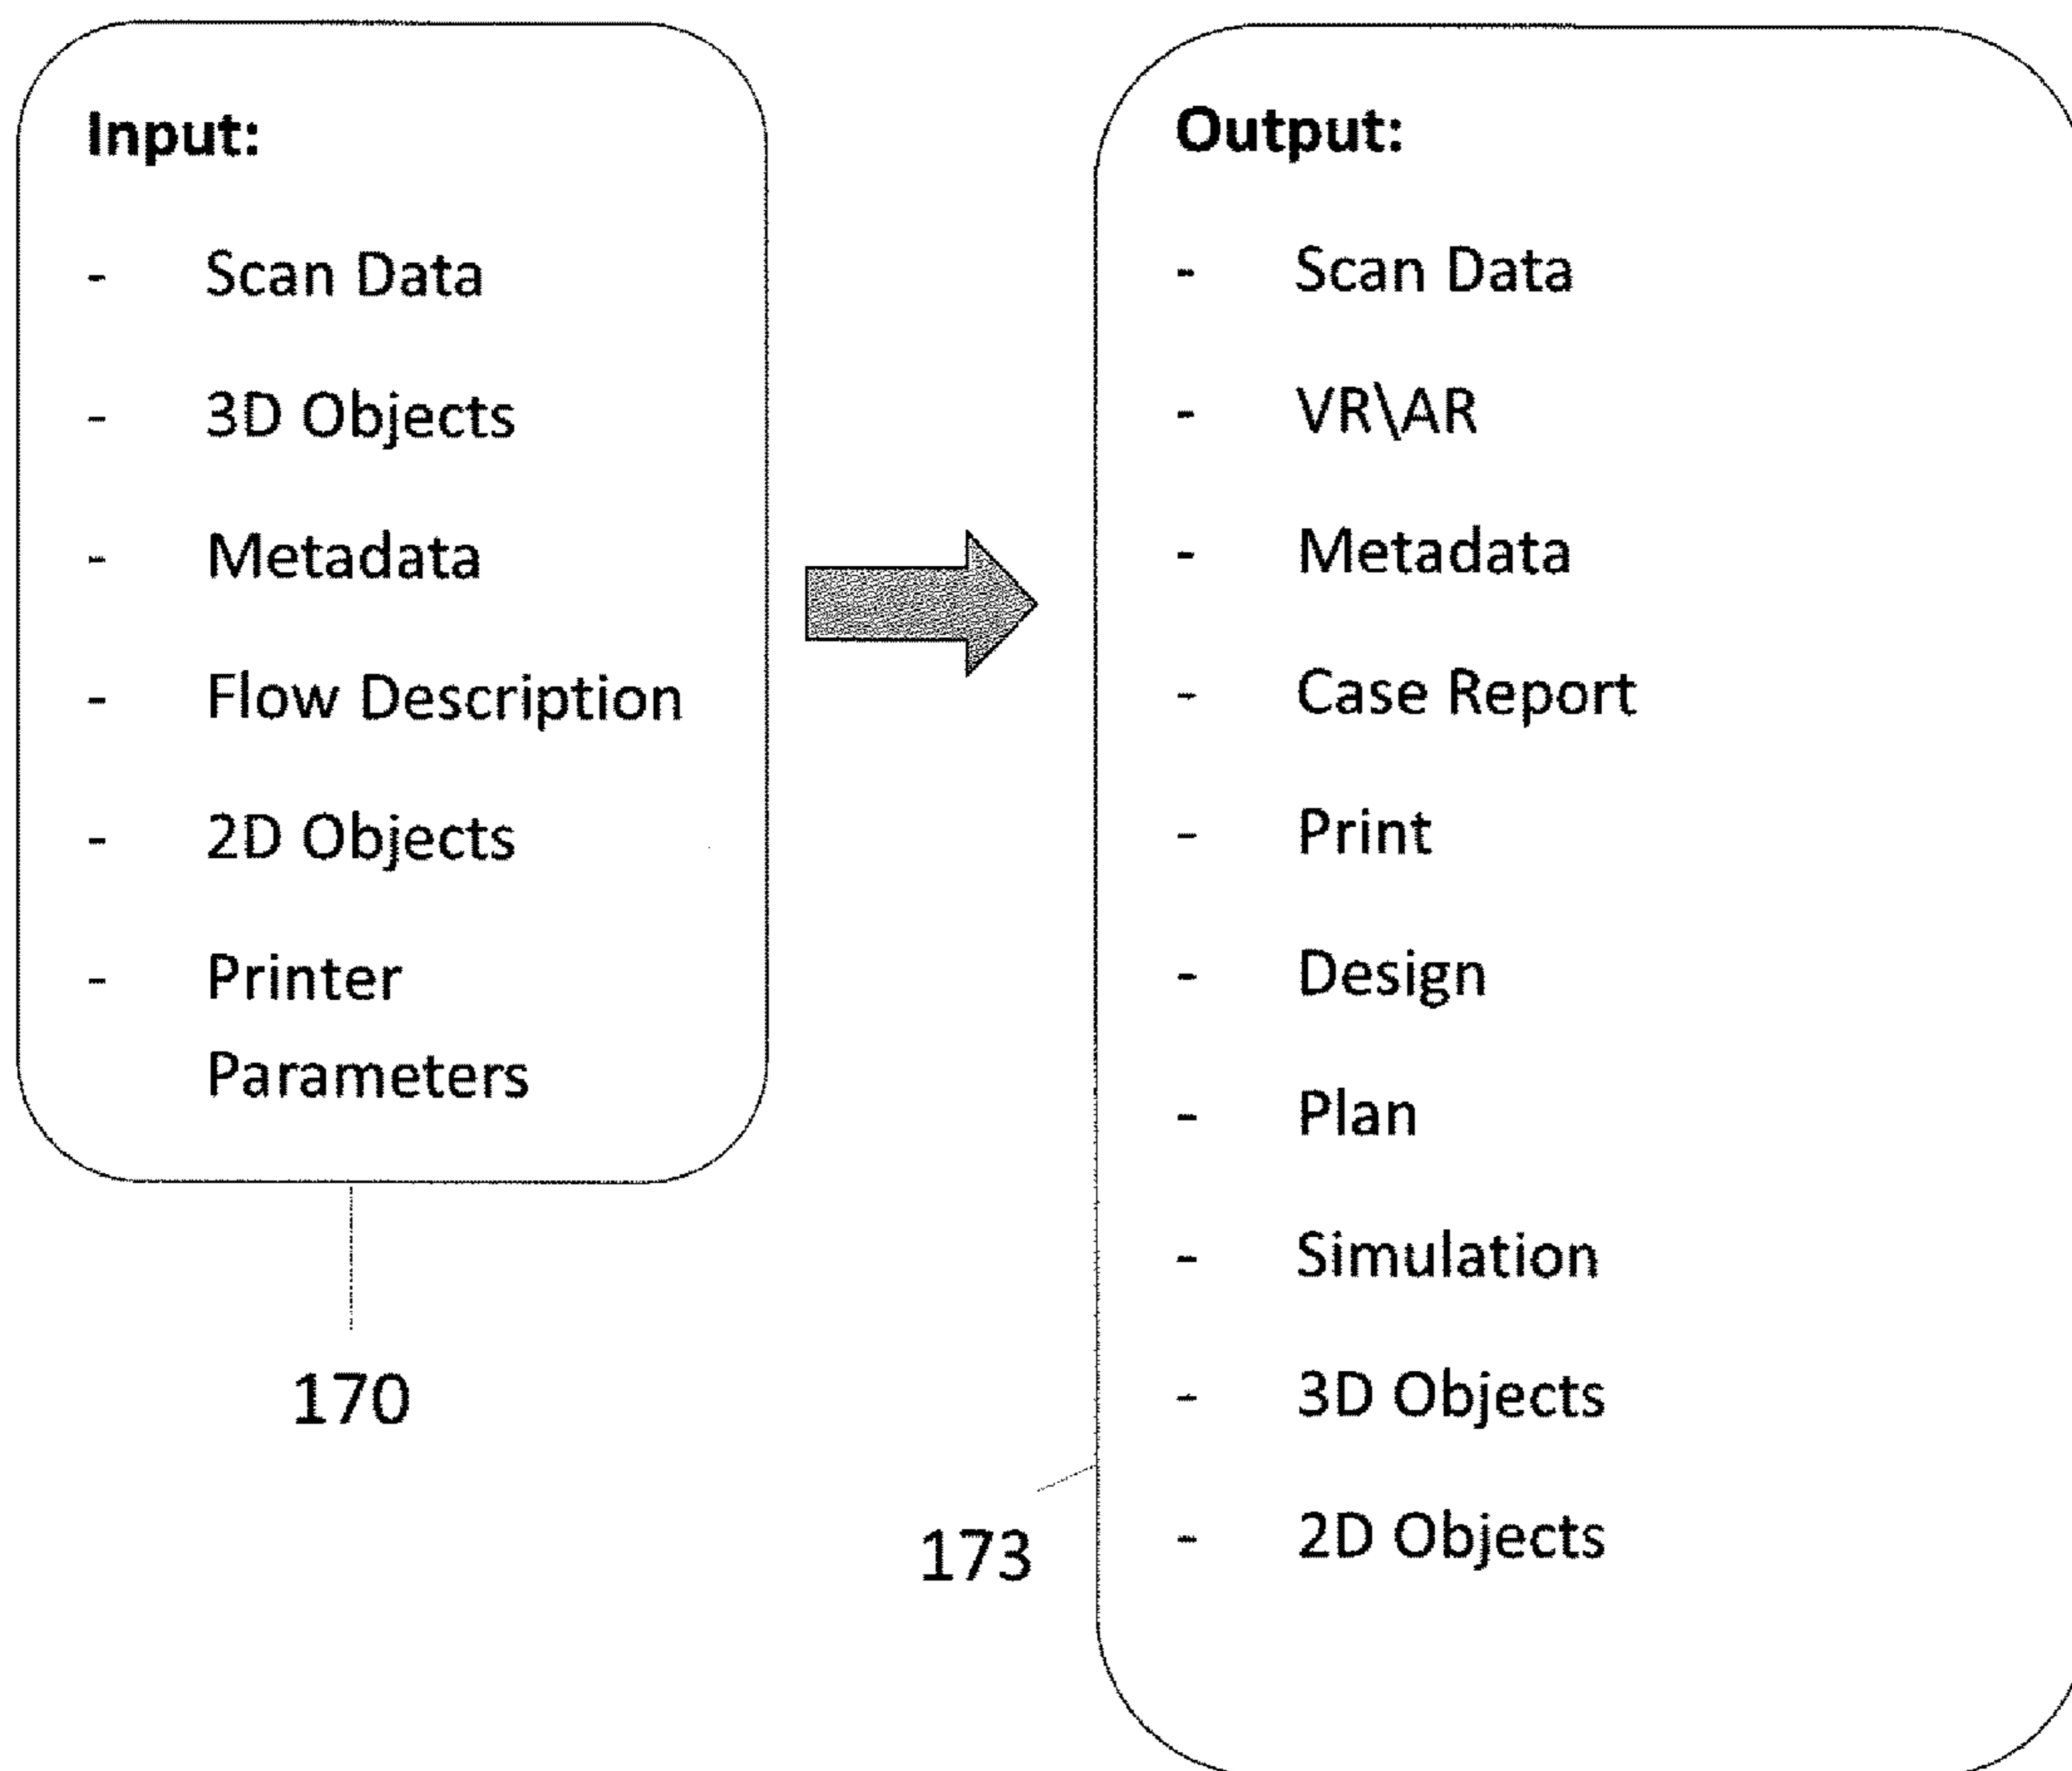 Input:
- Scan Data
- 3D Objects
- Metadata
- Flow Description
- 2D Objects
- Printer
Parameters
170
Output:
- Scan Data
- VR\AR
- Metadata
- Case Report
- Print
- Design
- Plan
- Simulation
- 3D Objects
- 2D Objects
173